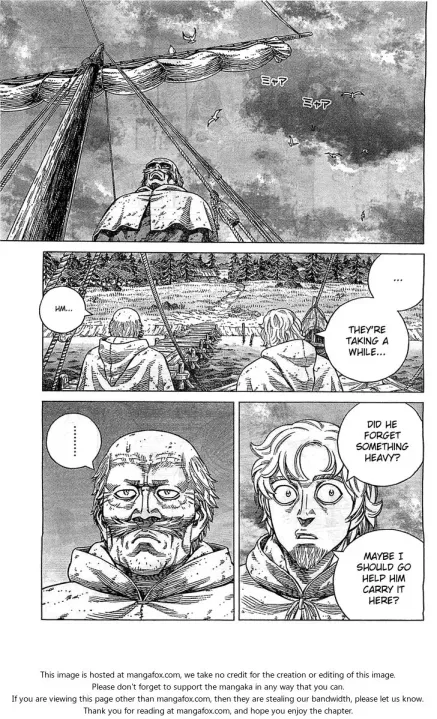 ミャア
ミャア
...
HM...
THEY'RE
TAKING
A
WHILE...
.......
DID HE
FORGET
SOMETHING
HEAVY?
MAYBE I
SHOULD GO
HELP HIM
CARRY IT
HERE?
This image is hosted at mangafox.com, we take no credit for the creation or editing of this image.
Please don't forget to support the mangaka in any way that you can.
If you are viewing this page other than mangafox.com, then they are stealing our bandwidth, please let us know.
Thank you for reading at mangafox.com, and hope you enjoy the chapter.